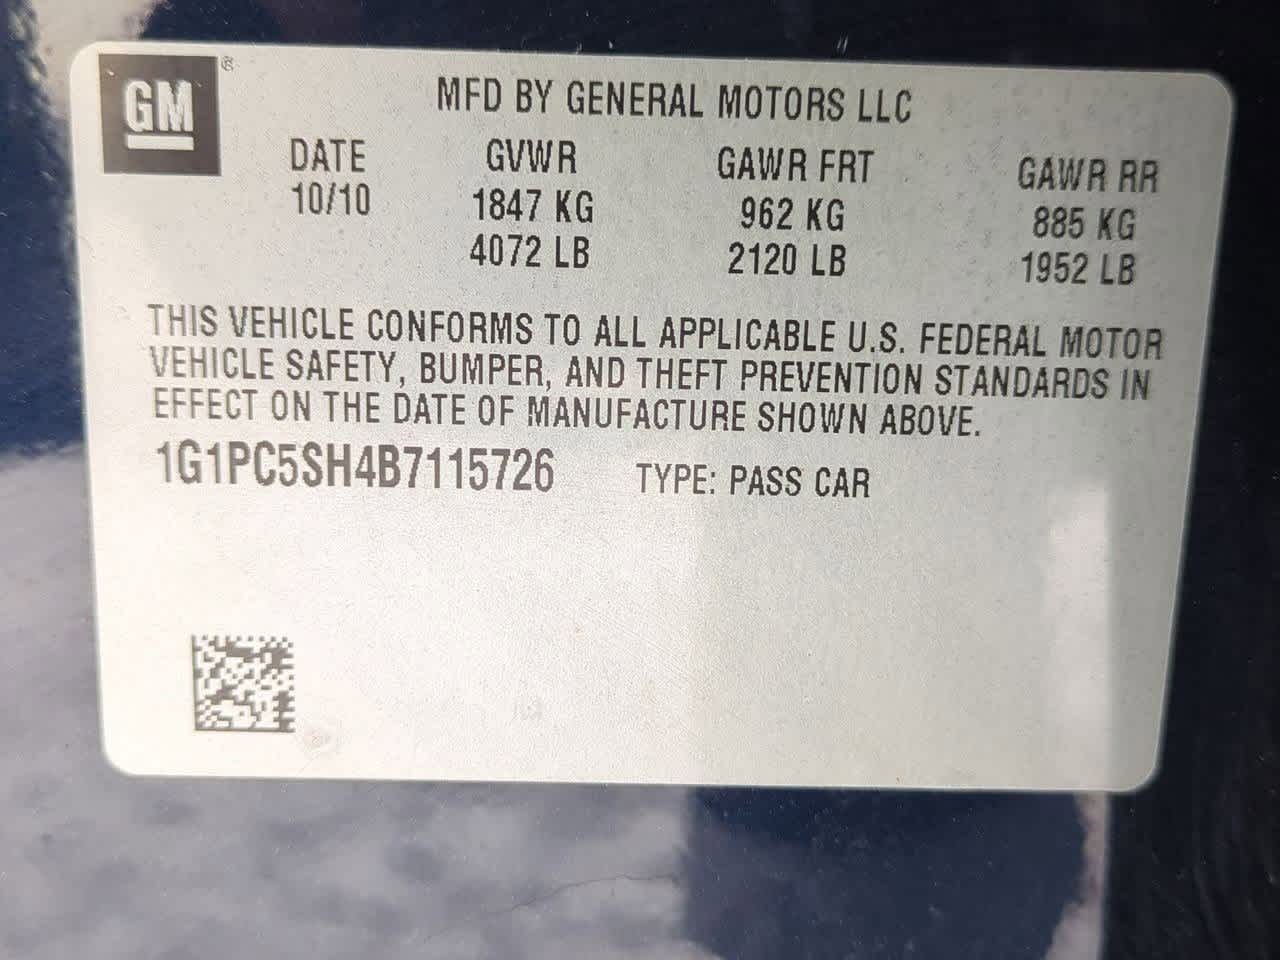 GM®
MFD BY GENERAL MOTORS LLC
DATE GVWR GAWR FRT GAWR RR
10/10 1847 KG 962 KG 885 KG
4072 LB 2120 LB 1952 LB
THIS VEHICLE CONFORMS TO ALL APPLICABLE U.S. FEDERAL MOTOR
VEHICLE SAFETY, BUMPER, AND THEFT PREVENTION STANDARDS IN
EFFECT ON THE DATE OF MANUFACTURE SHOWN ABOVE.
1G1PC5SH4B7115726 TYPE: PASS CAR